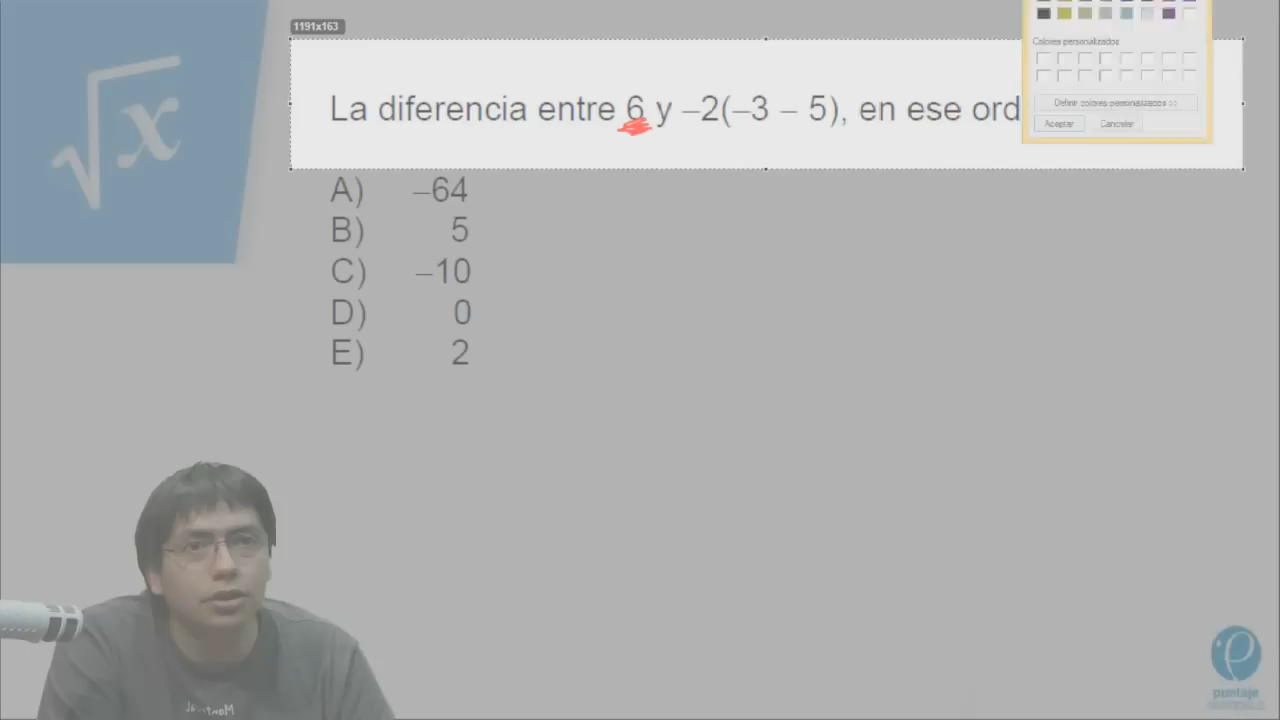 1191x163
Colores personalizados
La diferencia entre 6 y –2(–3 – 5), en ese ord
Definir colores personalizados >>
Aceptar Cancelar
√x
A) –64
B) 5
C) –10
D) 0
E) 2
puntaje